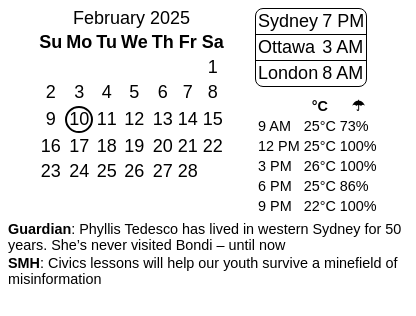 February 2025
Su Mo Tu We Th Fr Sa
1
2 3 4 5 6 7 8
9 10 11 12 13 14 15
16 17 18 19 20 21 22
23 24 25 26 27 28
Sydney 7 PM
Ottawa 3 AM
London 8 AM
°C ☂
9 AM 25°C 73%
12 PM 25°C 100%
3 PM 26°C 100%
6 PM 25°C 86%
9 PM 22°C 100%
Guardian: Phyllis Tedesco has lived in western Sydney for 50
years. She’s never visited Bondi – until now
SMH: Civics lessons will help our youth survive a minefield of
misinformation